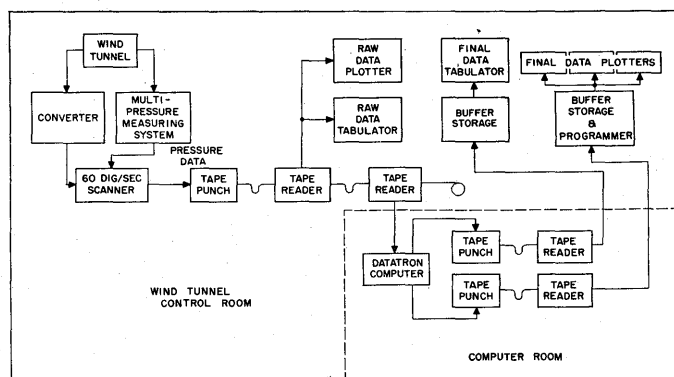 WIND
TUNNEL
CONVERTER
MULTI-
PRESSURE
MEASURING
SYSTEM
PRESSURE
DATA
60 DIG/SEC
SCANNER
TAPE
PUNCH
TAPE
READER
TAPE
READER
RAW
DATA
PLOTTER
RAW
DATA
TABULATOR
FINAL
DATA
TABULATOR
BUFFER
STORAGE
FINAL DATA PLOTTERS
BUFFER
STORAGE
&
PROGRAMMER
DATATRON
COMPUTER
TAPE
PUNCH
TAPE
READER
TAPE
PUNCH
TAPE
READER
WIND TUNNEL
CONTROL ROOM
COMPUTER ROOM